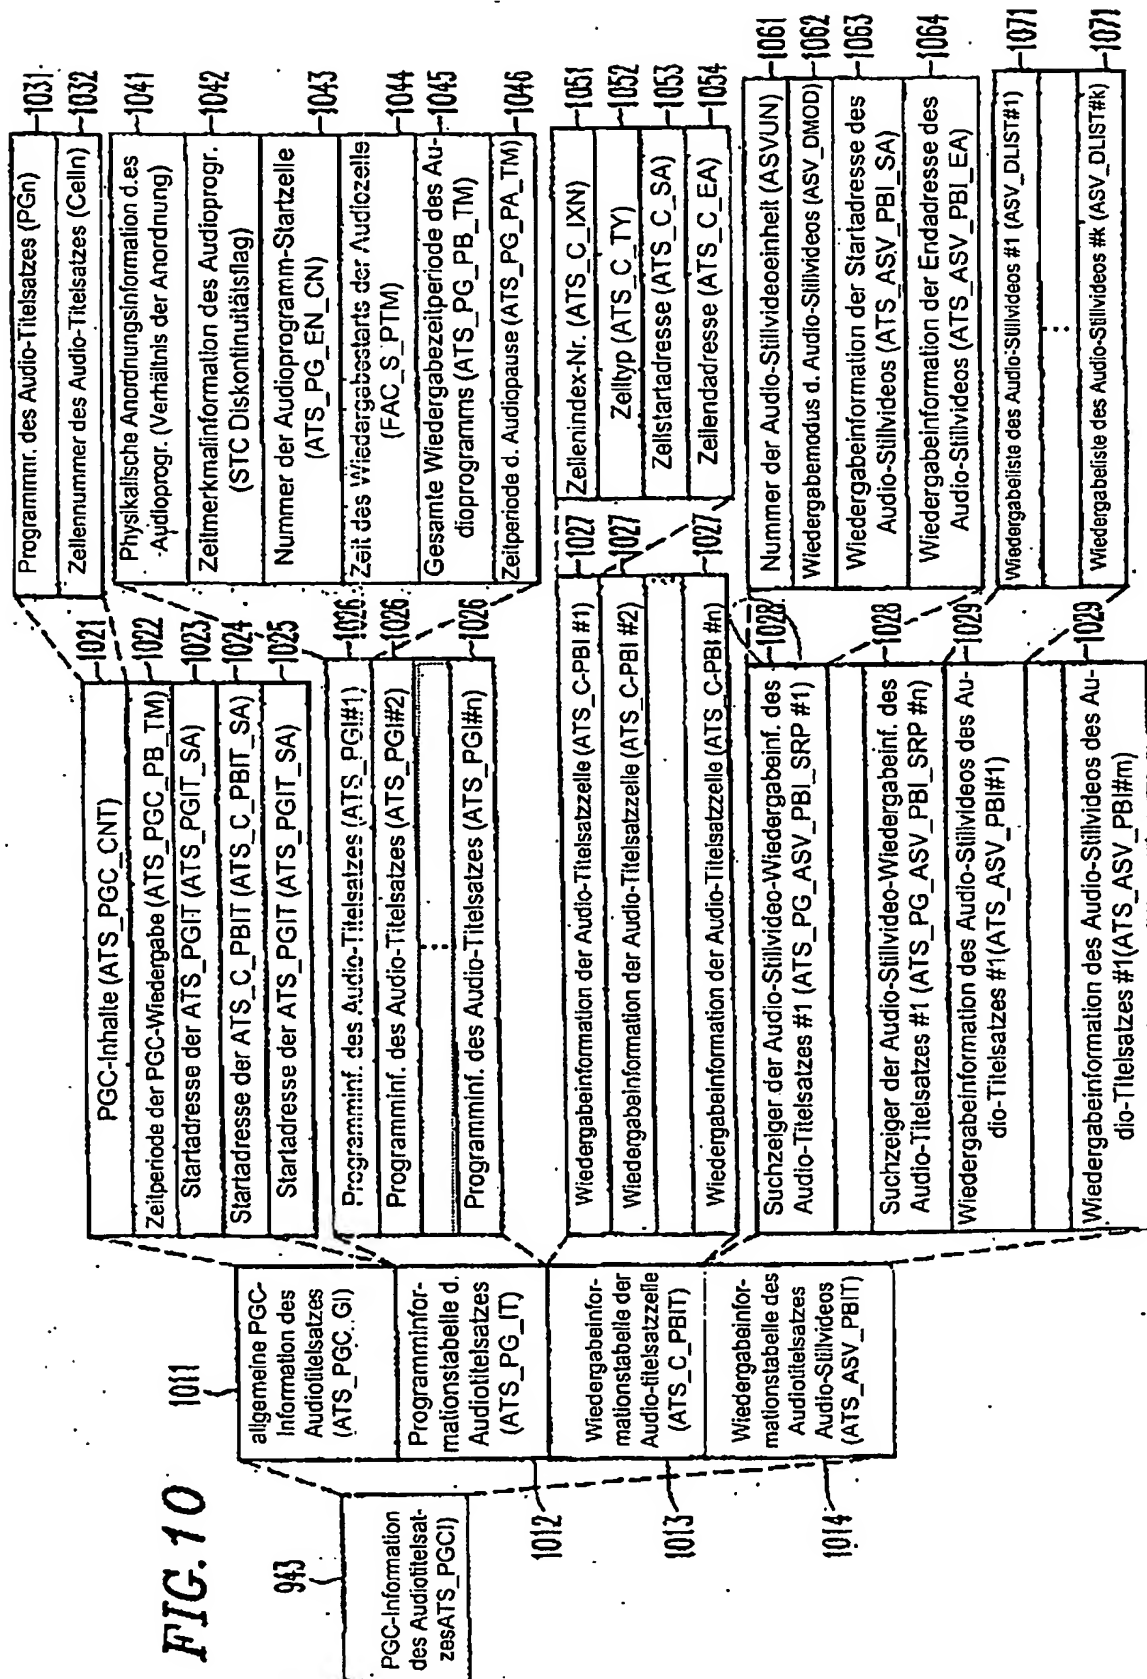 FIG. 10
943
PGC-Information
des Audiotitelsat-
zesATS_PGCI)
1011
allgemeine PGC-
Information des
Audiotitelsatzes
(ATS_PGC_GI)
Programminfor-
mationstabelle d.
Audiotitelsatzes
(ATS_PG_IT)
1012
Wiedergabeinfor-
mationstabelle der
Audio-titelsatzzelle
(ATS_C_PBIT)
1013
Wiedergabeinfor-
mationstabelle des
Audiotitelsatzes
Audio-Stillvideos
(ATS_ASV_PBIT)
1014
PGC-Inhalte (ATS_PGC_CNT)
1021
Zeitperiode der PGC-Wiedergabe (ATS_PGC_PB_TM)
1022
Startadresse der ATS_PGIT (ATS_PGIT_SA)
1023
Startadresse der ATS_C_PBIT (ATS_C_PBIT_SA)
1024
Startadresse der ATS_PGIT (ATS_PGIT_SA)
1025
Programminf. des Audio-Titelsatzes (ATS_PGI#1)
1026
Programminf. des Audio-Titelsatzes (ATS_PGI#2)
1026
⋮
Programminf. des Audio-Titelsatzes (ATS_PGI#n)
1026
Wiedergabeinformation der Audio-Titelsatzzelle (ATS_C-PBI #1)
1027
Wiedergabeinformation der Audio-Titelsatzzelle (ATS_C-PBI #2)
1027
Wiedergabeinformation der Audio-Titelsatzzelle (ATS_C-PBI #n)
1027
Suchzeiger der Audio-Stillvideo-Wiedergabeinf. des
Audio-Titelsatzes #1 (ATS_PG_ASV_PBI_SRP #1)
1028
Suchzeiger der Audio-Stillvideo-Wiedergabeinf. des
Audio-Titelsatzes #1 (ATS_PG_ASV_PBI_SRP #n)
1028
Wiedergabeinformation des Audio-Stillvideos des Au-
dio-Titelsatzes #1(ATS_ASV_PBI#1)
1029
Wiedergabeinformation des Audio-Stillvideos des Au-
dio-Titelsatzes #1(ATS_ASV_PBI#m)
1029
Programmnr. des Audio-Titelsatzes (PGn)
1031
Zellennummer des Audio-Titelsatzes (Celln)
1032
Physikalische Anordnungsinformation d.es
Audioprogr. (Verhältnis der Anordnung)
1041
Zeitmerkmalinformation des Audioprogr.
(STC Diskontinuitätsflag)
1042
Nummer der Audioprogramm-Startzelle
(ATS_PG_EN_CN)
1043
Zeit des Wiedargabestarts der Audiozelle
(FAC_S_PTM)
1044
Gesamte Wiedergabezeitperiode des Au-
dioprogramms (ATS_PG_PB_TM)
1045
Zeitperiode d. Audiopause (ATS_PG_PA_TM)
1046
Zellenindex-Nr. (ATS_C_IXN)
1051
Zelltyp (ATS_C_TY)
1052
Zellstartadresse (ATS_C_SA)
1053
Zellendadresse (ATS_C_EA)
1054
Nummer der Audio-Stillvideoeinheit (ASVUN)
1061
Wiedergabemodus d. Audio-Stillvideos (ASV_DMOD)
1062
Wiedergabeinformation der Startadresse des
Audio-Stillvideos (ATS_ASV_PBI_SA)
1063
Wiedergabeinformation der Endadresse des
Audio-Stillvideos (ATS_ASV_PBI_EA)
1064
Wiedergabeliste des Audio-Stillvideos #1 (ASV_DLIST#1)
1071
⋮
Wiedergabeliste des Audio-Stillvideos #k (ASV_DLIST#k)
1071